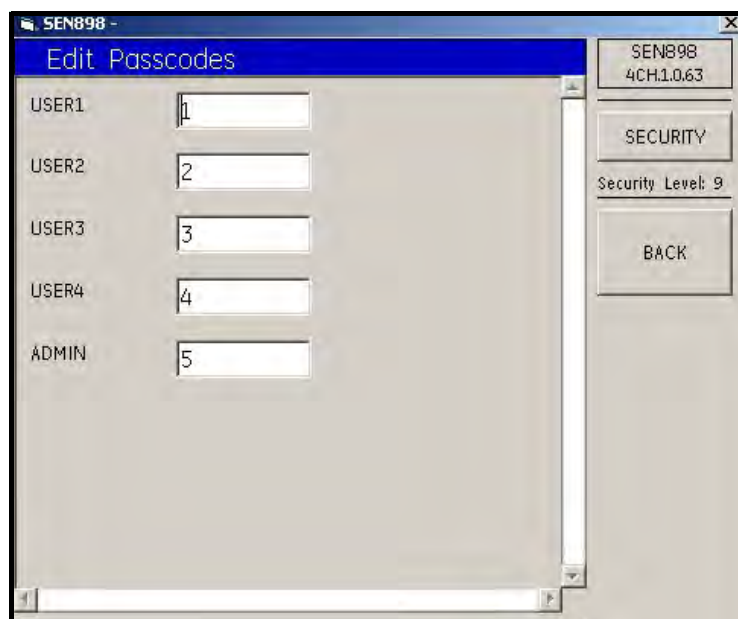 SEN898 -
Edit Passcodes
USER1 1
USER2 2
USER3 3
USER4 4
ADMIN 5
SEN898
4CH.1.0.63
SECURITY
Security Level: 9
BACK